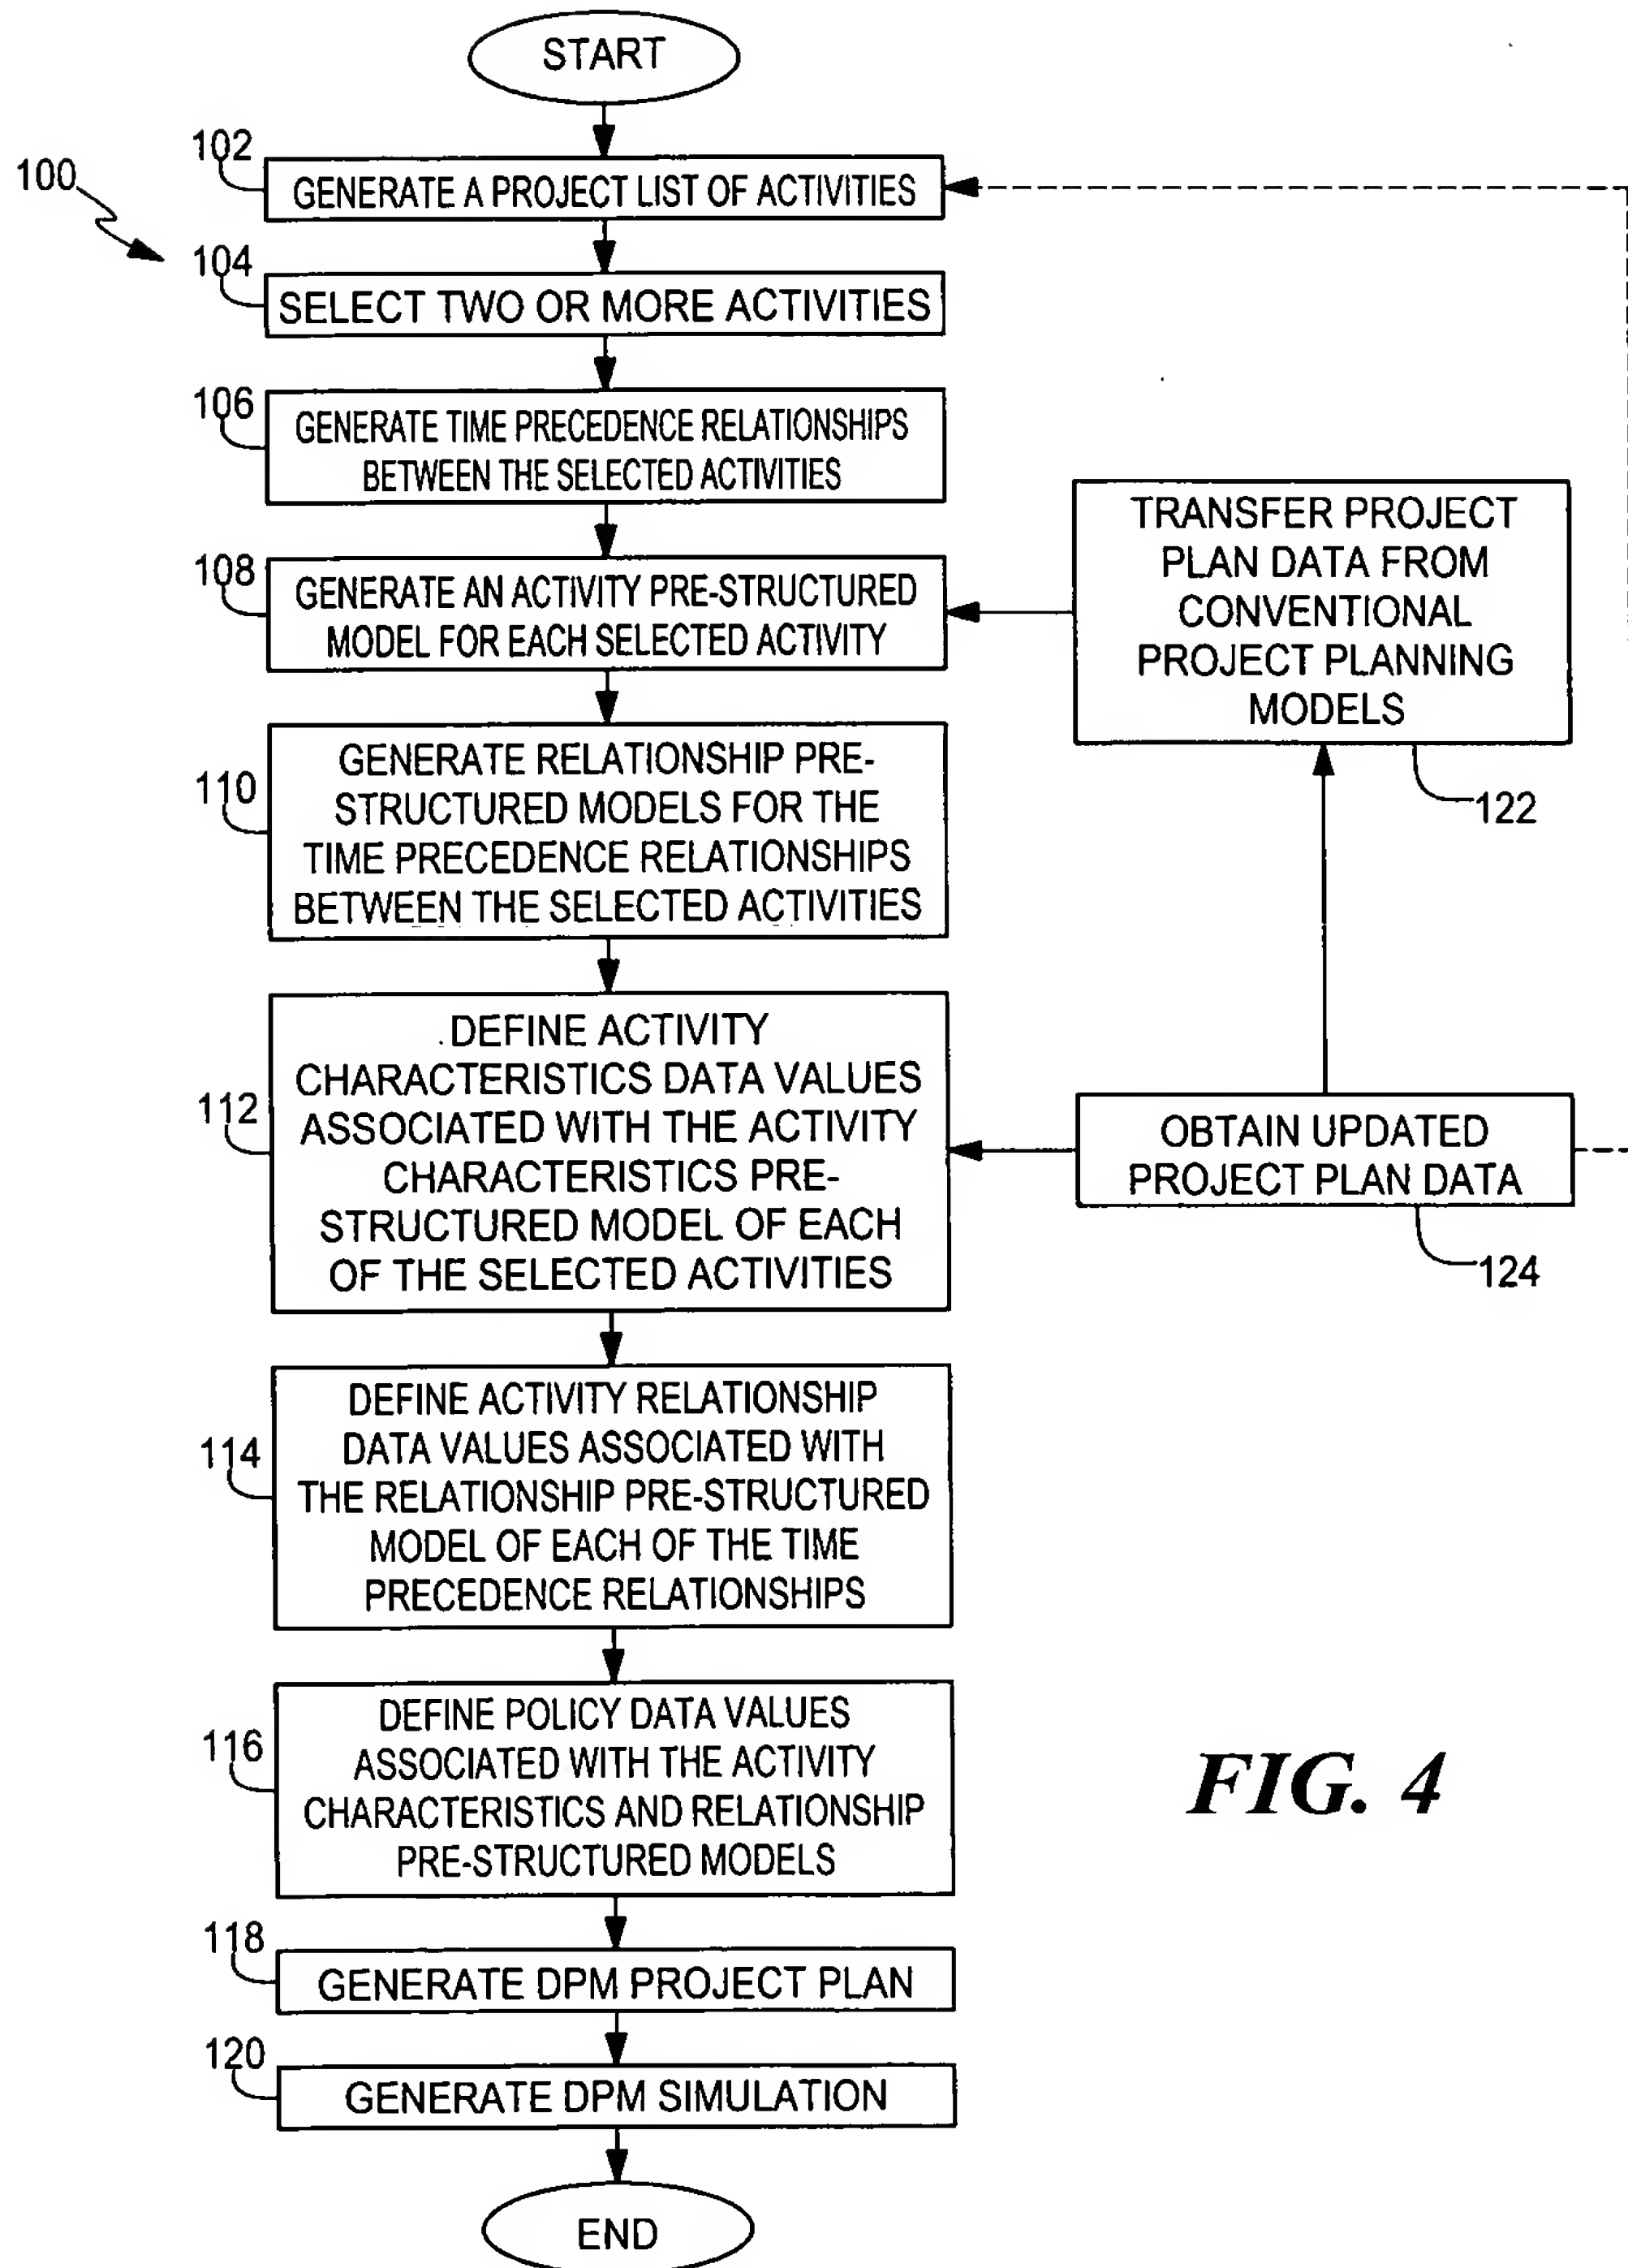 START
102
100
GENERATE A PROJECT LIST OF ACTIVITIES
104
SELECT TWO OR MORE ACTIVITIES
106
GENERATE TIME PRECEDENCE RELATIONSHIPS
BETWEEN THE SELECTED ACTIVITIES
108
GENERATE AN ACTIVITY PRE-STRUCTURED
MODEL FOR EACH SELECTED ACTIVITY
TRANSFER PROJECT
PLAN DATA FROM
CONVENTIONAL
PROJECT PLANNING
MODELS
122
110
GENERATE RELATIONSHIP PRE-
STRUCTURED MODELS FOR THE
TIME PRECEDENCE RELATIONSHIPS
BETWEEN THE SELECTED ACTIVITIES
112
DEFINE ACTIVITY
CHARACTERISTICS DATA VALUES
ASSOCIATED WITH THE ACTIVITY
CHARACTERISTICS PRE-
STRUCTURED MODEL OF EACH
OF THE SELECTED ACTIVITIES
OBTAIN UPDATED
PROJECT PLAN DATA
124
114
DEFINE ACTIVITY RELATIONSHIP
DATA VALUES ASSOCIATED WITH
THE RELATIONSHIP PRE-STRUCTURED
MODEL OF EACH OF THE TIME
PRECEDENCE RELATIONSHIPS
116
DEFINE POLICY DATA VALUES
ASSOCIATED WITH THE ACTIVITY
CHARACTERISTICS AND RELATIONSHIP
PRE-STRUCTURED MODELS
FIG. 4
118
GENERATE DPM PROJECT PLAN
120
GENERATE DPM SIMULATION
END